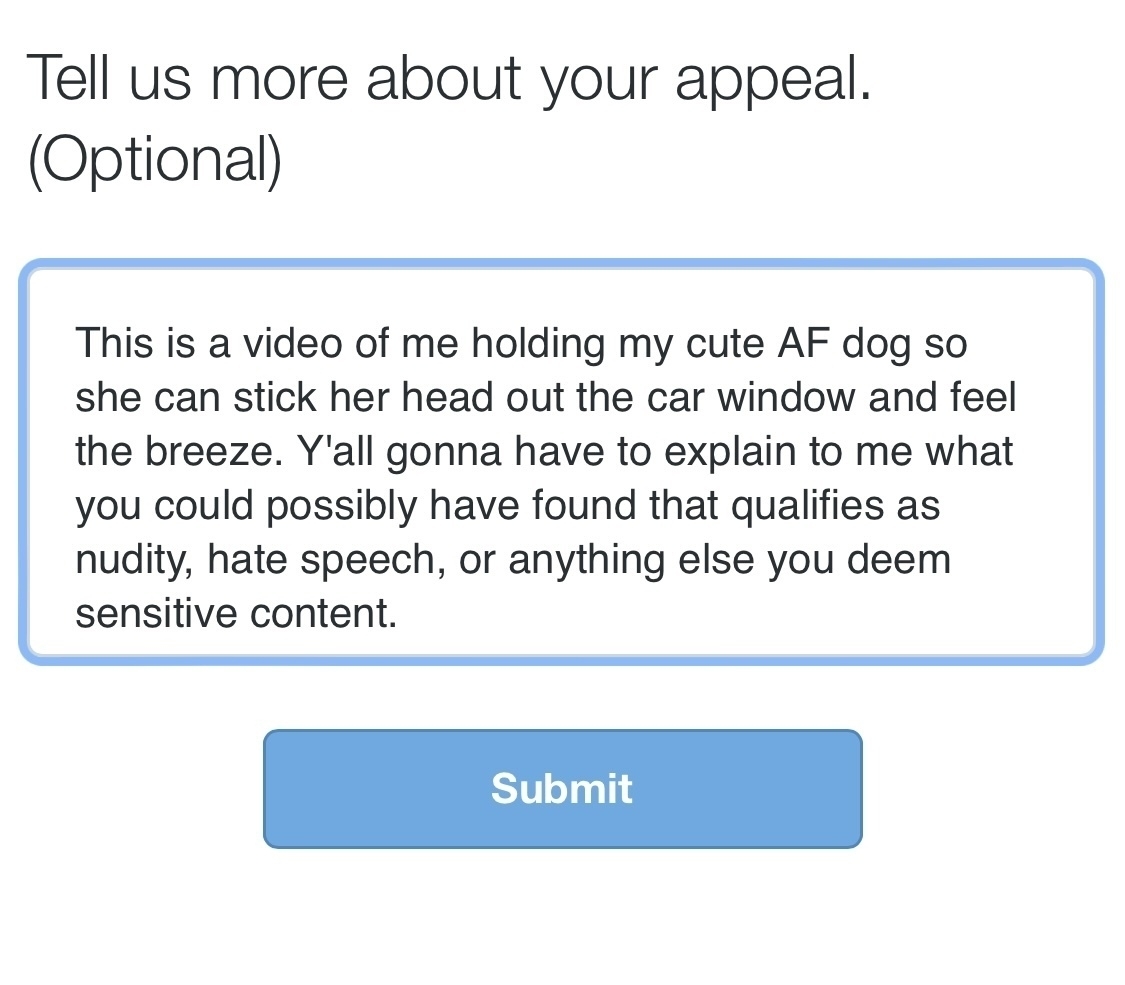 Tell us more about your appeal.
(Optional)
This is a video of me holding my cute AF dog so
she can stick her head out the car window and feel
the breeze. Y'all gonna have to explain to me what
you could possibly have found that qualifies as
nudity, hate speech, or anything else you deem
sensitive content.
Submit